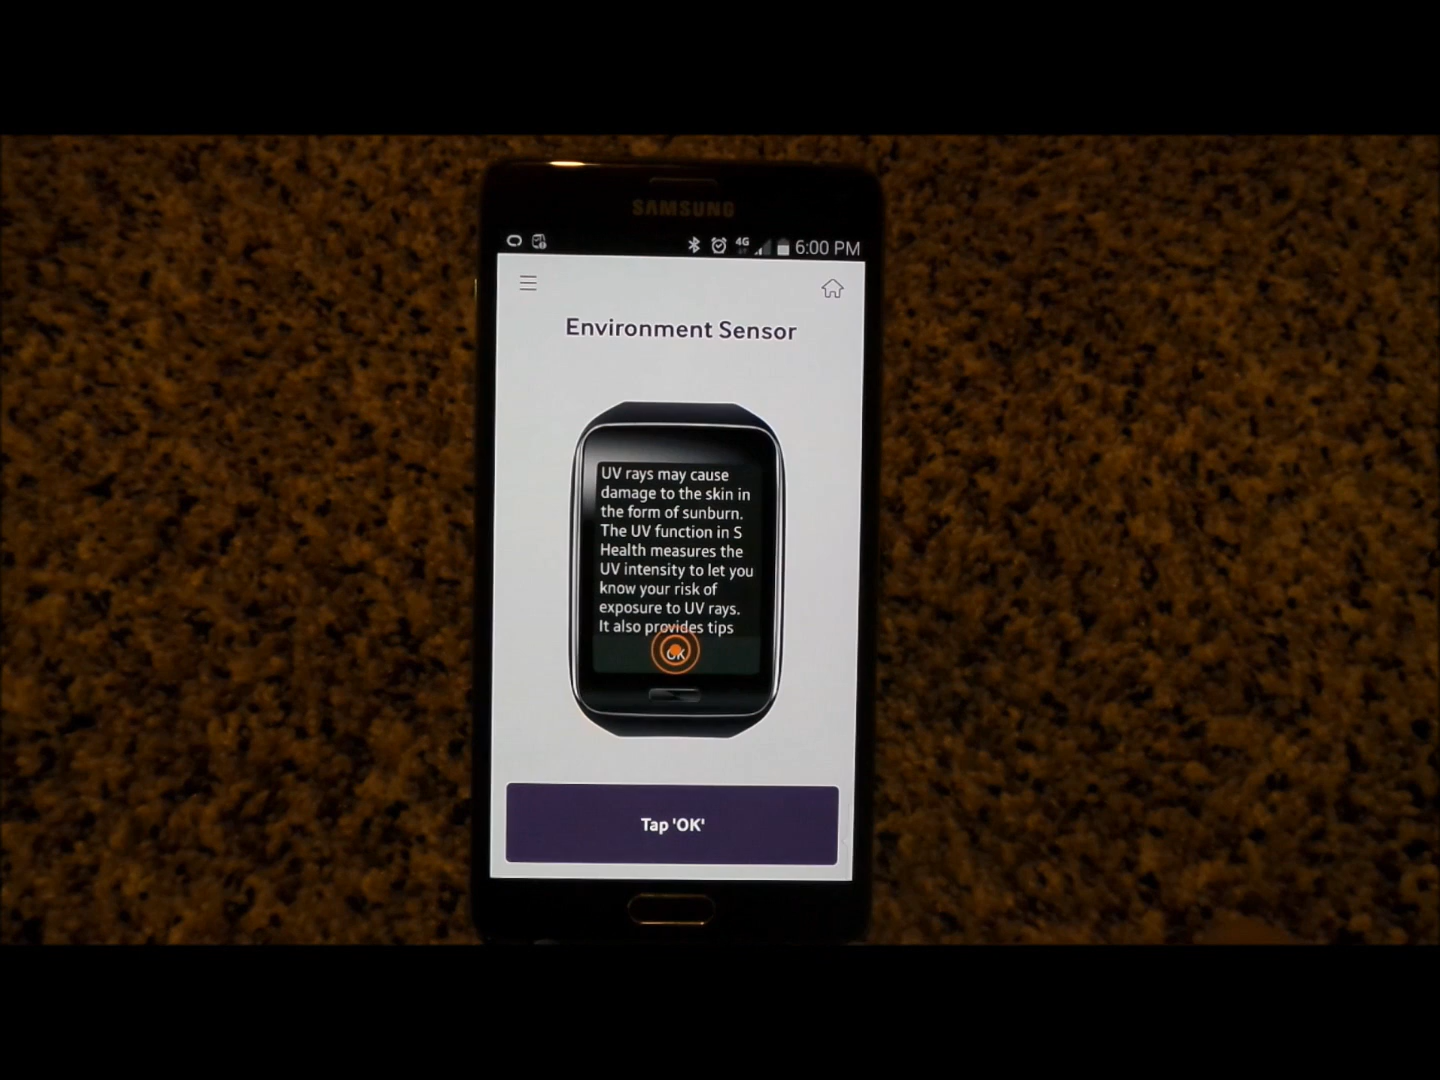 SAMSUNG
4G 6:00 PM
Environment Sensor
UV rays may cause
damage to the skin in
the form of sunburn.
The UV function in S
Health measures the
UV intensity to let you
know your risk of
exposure to UV rays.
It also provides tips
OK
Tap 'OK'